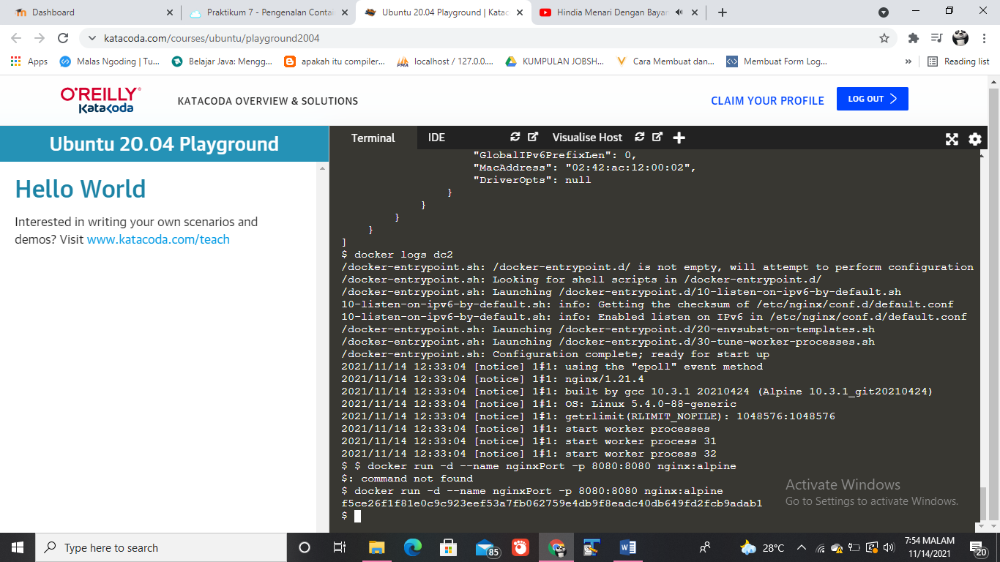 Dashboard
Praktikum 7 - Pengenalan Contai
Ubuntu 20.04 Playground | Katac
Hindia Menari Dengan Bayan
katacoda.com/courses/ubuntu/playground2004
Apps
Malas Ngoding | Tu...
Belajar Java: Mengg...
apakah itu compiler...
localhost / 127.0.0....
KUMPULAN JOBSH...
Cara Membuat dan...
Membuat Form Log...
»
Reading list
O'REILLY
Katacoda
KATACODA OVERVIEW & SOLUTIONS
CLAIM YOUR PROFILE
LOG OUT
Ubuntu 20.04 Playground
Terminal
IDE
Visualise Host
Hello World
Interested in writing your own scenarios and
demos? Visit www.katacoda.com/teach
"GlobalIPv6PrefixLen": 0,
"MacAddress": "02:42:ac:12:00:02",
"DriverOpts": null
}
}
}
}
]
$ docker logs dc2
/docker-entrypoint.sh: /docker-entrypoint.d/ is not empty, will attempt to perform configuration
/docker-entrypoint.sh: Looking for shell scripts in /docker-entrypoint.d/
/docker-entrypoint.sh: Launching /docker-entrypoint.d/10-listen-on-ipv6-by-default.sh
10-listen-on-ipv6-by-default.sh: info: Getting the checksum of /etc/nginx/conf.d/default.conf
10-listen-on-ipv6-by-default.sh: info: Enabled listen on IPv6 in /etc/nginx/conf.d/default.conf
/docker-entrypoint.sh: Launching /docker-entrypoint.d/20-envsubst-on-templates.sh
/docker-entrypoint.sh: Launching /docker-entrypoint.d/30-tune-worker-processes.sh
/docker-entrypoint.sh: Configuration complete; ready for start up
2021/11/14 12:33:04 [notice] 1#1: using the "epoll" event method
2021/11/14 12:33:04 [notice] 1#1: nginx/1.21.4
2021/11/14 12:33:04 [notice] 1#1: built by gcc 10.3.1 20210424 (Alpine 10.3.1_git20210424)
2021/11/14 12:33:04 [notice] 1#1: OS: Linux 5.4.0-88-generic
2021/11/14 12:33:04 [notice] 1#1: getrlimit(RLIMIT_NOFILE): 1048576:1048576
2021/11/14 12:33:04 [notice] 1#1: start worker processes
2021/11/14 12:33:04 [notice] 1#1: start worker process 31
2021/11/14 12:33:04 [notice] 1#1: start worker process 32
$ $ docker run -d --name nginxPort -p 8080:8080 nginx:alpine
$: command not found
$ docker run -d --name nginxPort -p 8080:8080 nginx:alpine
f5ce26f1f81e0c9c923eef53a7fb062759e4db9f8eadc40db649fd2fcb9adab1
$
Activate Windows
Go to Settings to activate Windows.
Type here to search
85
28°C
7:54 MALAM
11/14/2021
20